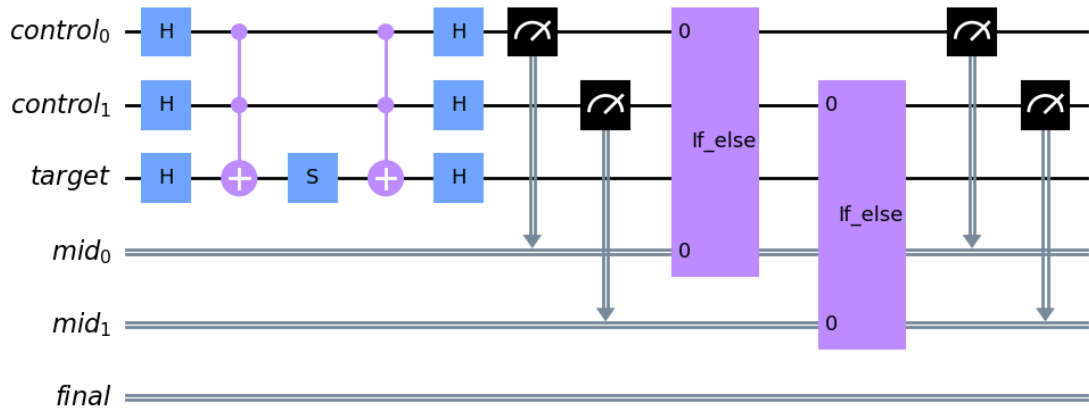 control₀ H H 0
control₁ H H 0
target H S H If_else
If_else
mid₀ 0
mid₁ 0
final